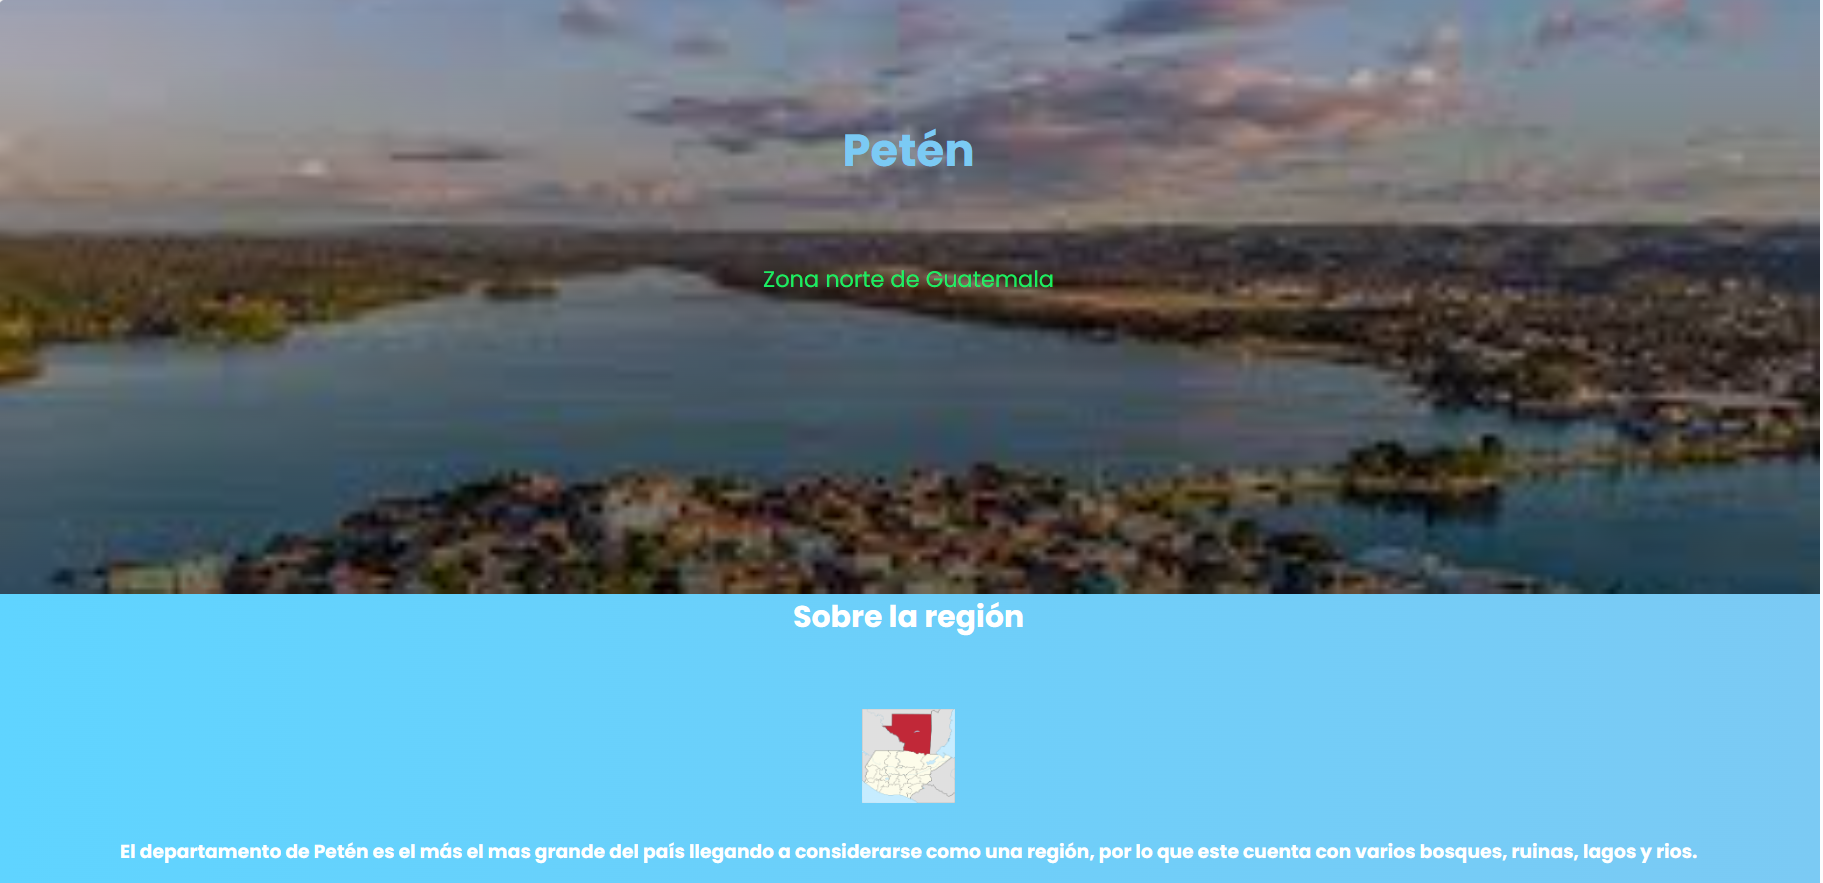 Petén
Zona norte de Guatemala
Sobre la región
El departamento de Petén es el más el mas grande del país llegando a considerarse como una región, por lo que este cuenta con varios bosques, ruinas, lagos y rios.